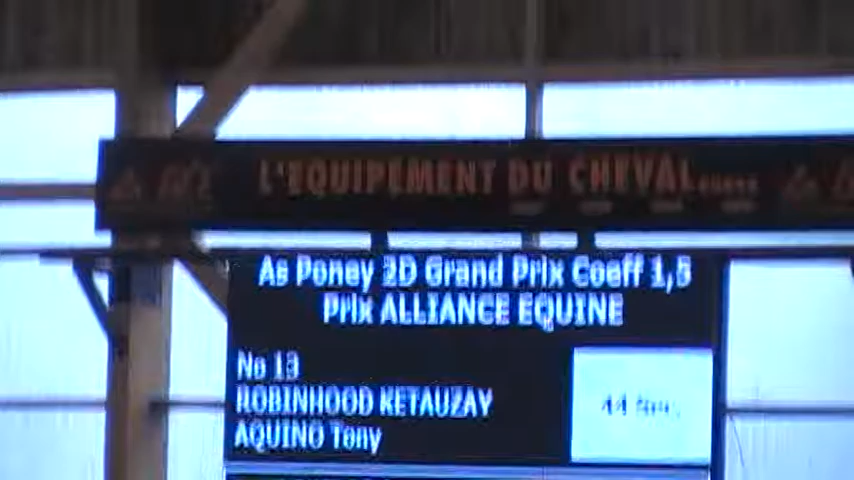 L'EQUIPEMENT DU CHEVAL
As Poney 2D Grand Prix Coeff 1,5
Prix ALLIANCE EQUINE
No 13
ROBINHOOD KETAUZAY
AQUINO Tony
44